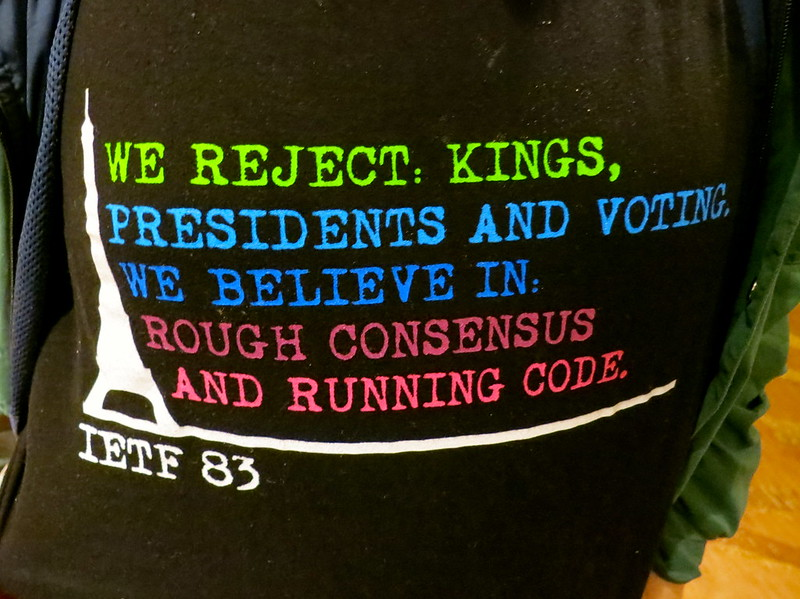 WE REJECT: KINGS,
PRESIDENTS AND VOTING.
WE BELIEVE IN:
ROUGH CONSENSUS
AND RUNNING CODE.
IETF 83